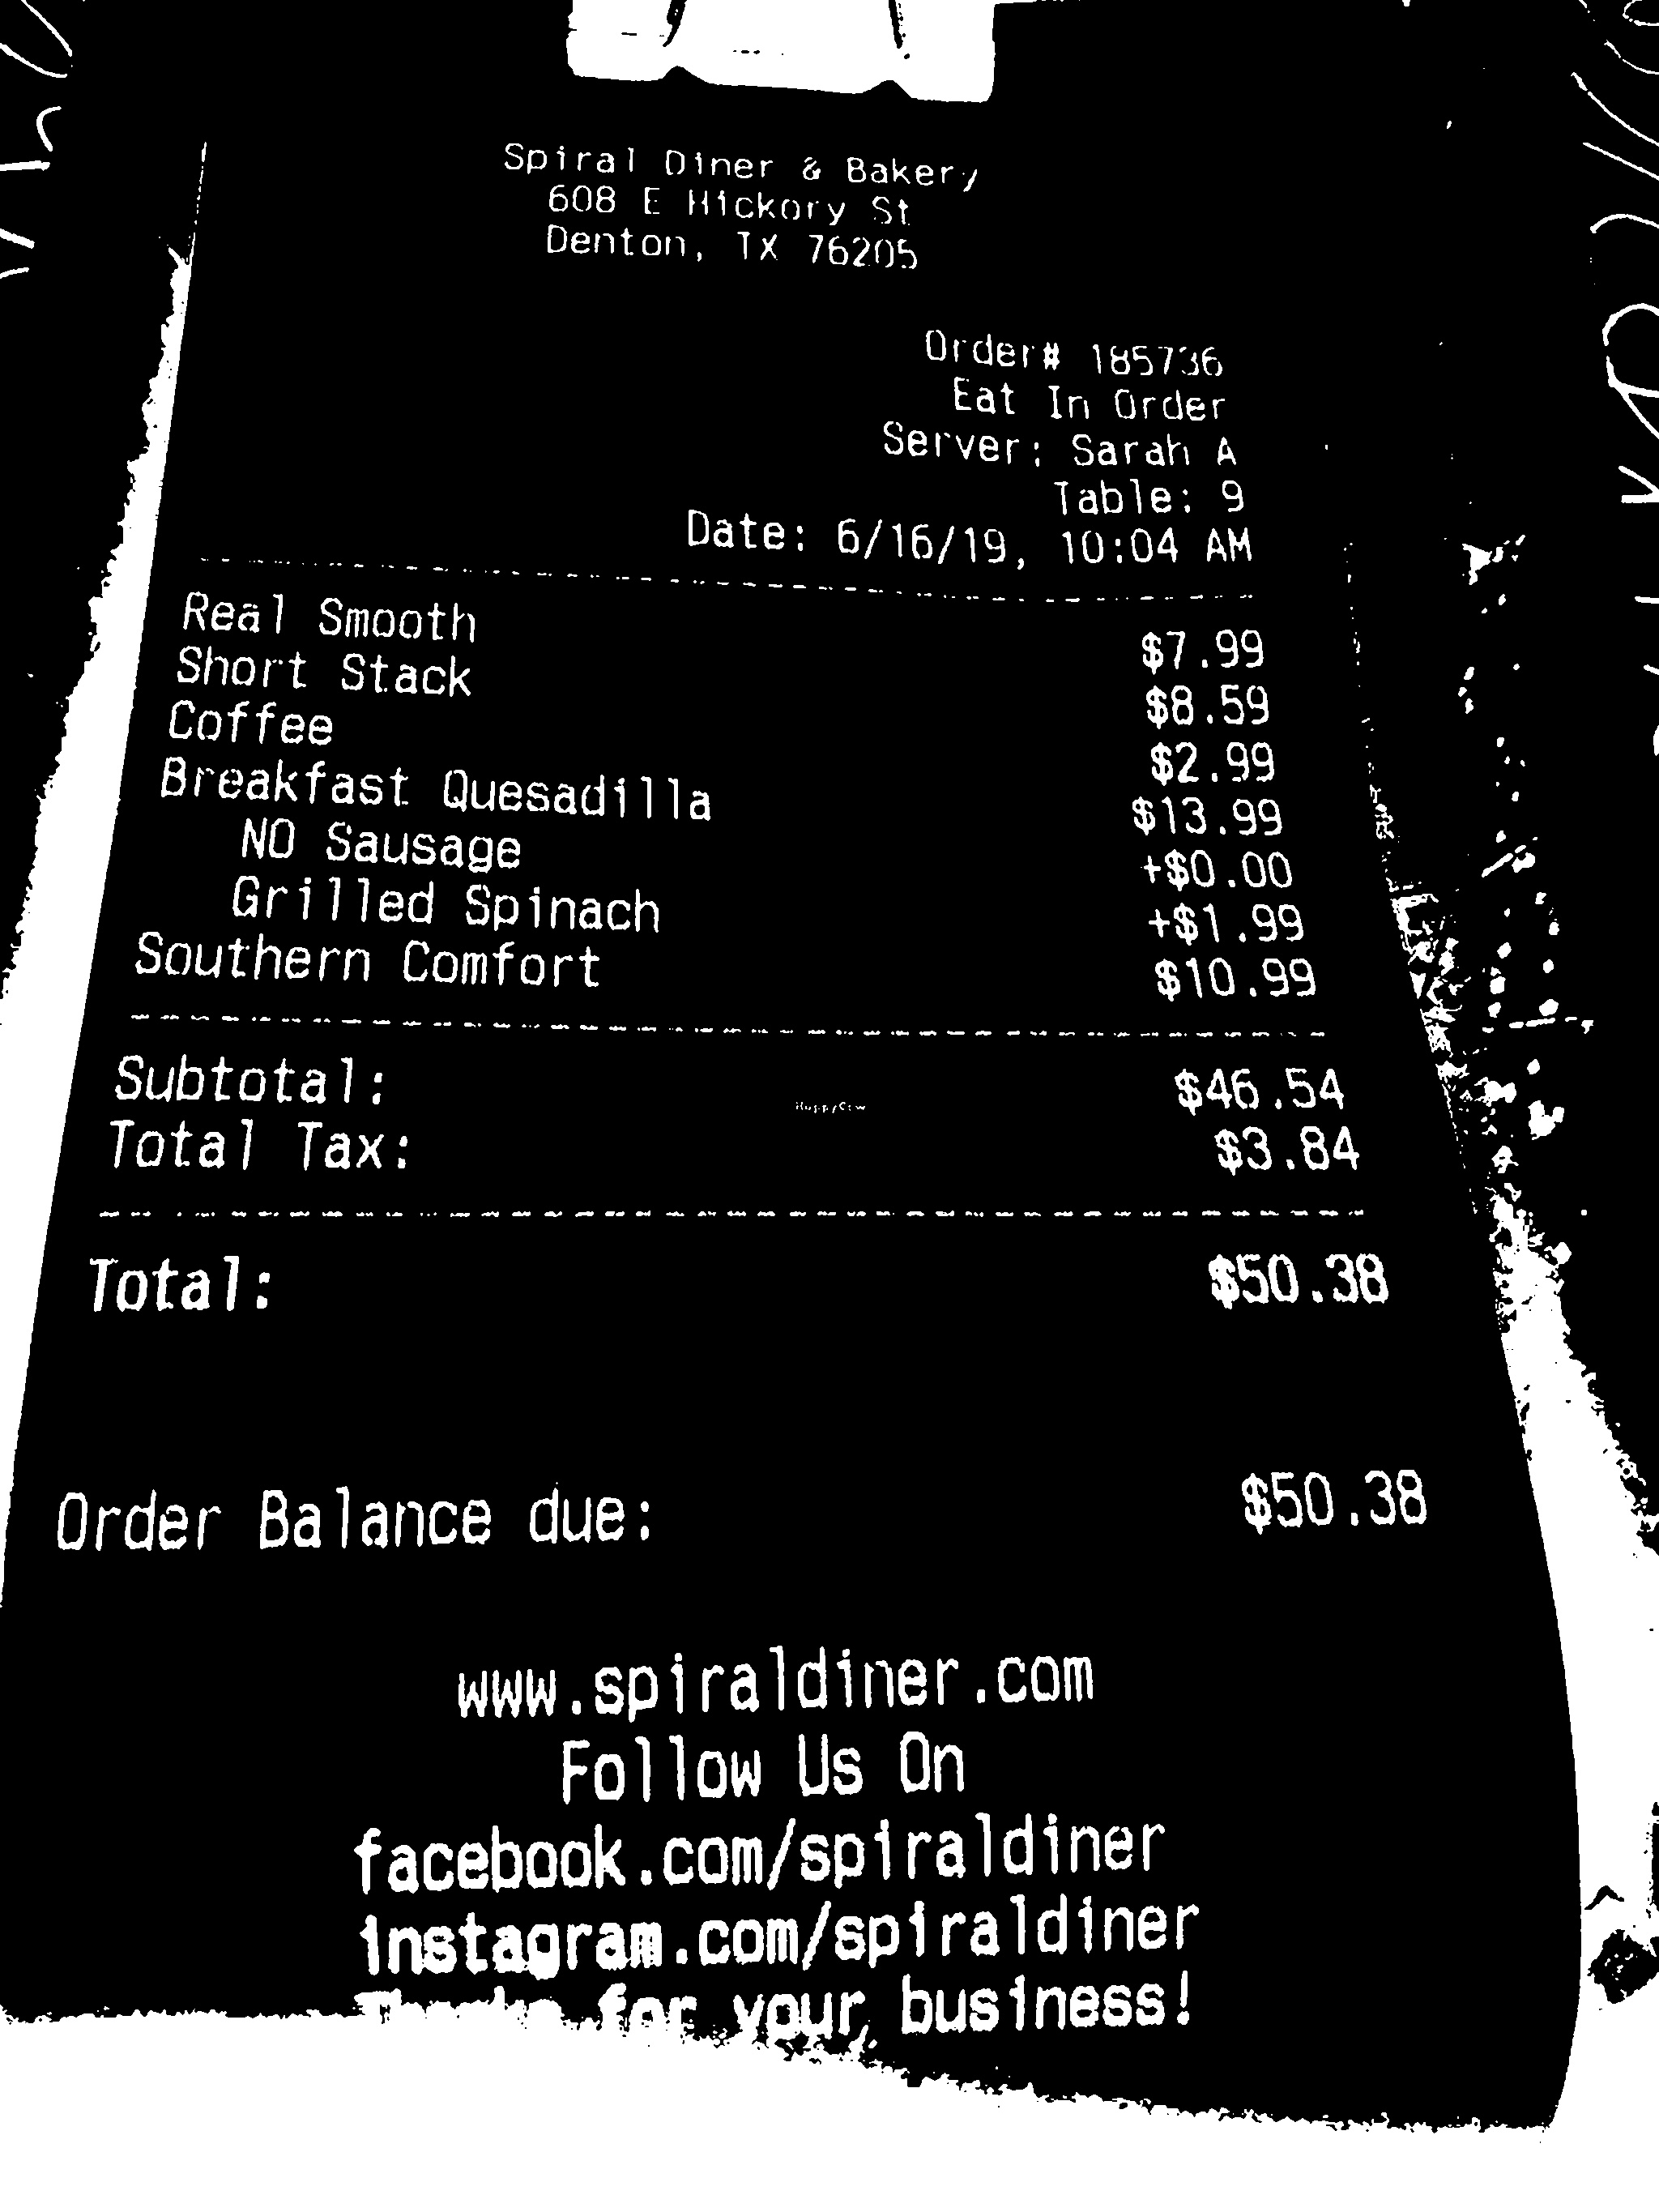 Spiral Diner & Bakery
608 E Hickory St
Denton, TX 76205
Order# 185736
Eat In Order
Server: Sarah A
Table: 9
Date: 6/16/19, 10:04 AM
Real Smooth $7.99
Short Stack $8.59
Coffee $2.99
Breakfast Quesadilla $13.99
NO Sausage +$0.00
Grilled Spinach +$1.99
Southern Comfort $10.99
Subtotal: $46.54
HappyCow
Total Tax: $3.84
Total: $50.38
Order Balance due: $50.38
www.spiraldiner.com
Follow Us On
facebook.com/spiraldiner
instagram.com/spiraldiner
Thanks for your business!